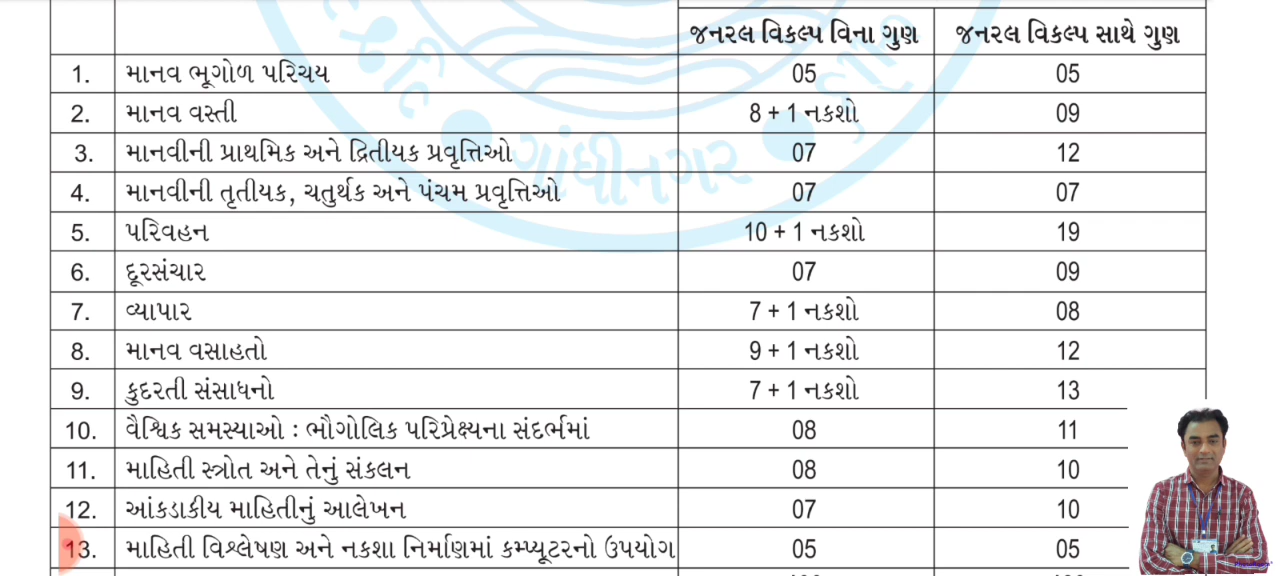 જનરલ વિકલ્પ વિના ગુણ જનરલ વિકલ્પ સાથે ગુણ
1. માનવ ભૂગોળ પરિચય 05 05
2. માનવ વસ્તી 8 + 1 નકશો 09
3. માનવીની પ્રાથમિક અને દ્વિતીયક પ્રવૃત્તિઓ 07 12
4. માનવીની તૃતીયક, ચતુર્થક અને પંચમ પ્રવૃત્તિઓ 07 07
5. પરિવહન 10 + 1 નકશો 19
6. દૂરસંચાર 07 09
7. વ્યાપાર 7 + 1 નકશો 08
8. માનવ વસાહતો 9 + 1 નકશો 12
9. કુદરતી સંસાધનો 7 + 1 નકશો 13
10. વૈશ્વિક સમસ્યાઓ : ભૌગોલિક પરિપ્રેક્ષ્યના સંદર્ભમાં 08 11
11. માહિતી સ્ત્રોત અને તેનું સંકલન 08 10
12. આંકડાકીય માહિતીનું આલેખન 07 10
13. માહિતી વિશ્લેષણ અને નકશા નિર્માણમાં કમ્પ્યૂટરનો ઉપયોગ 05 05
ગાંધીનગર